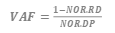 VAF = 1−NOR.RD / NOR.DP